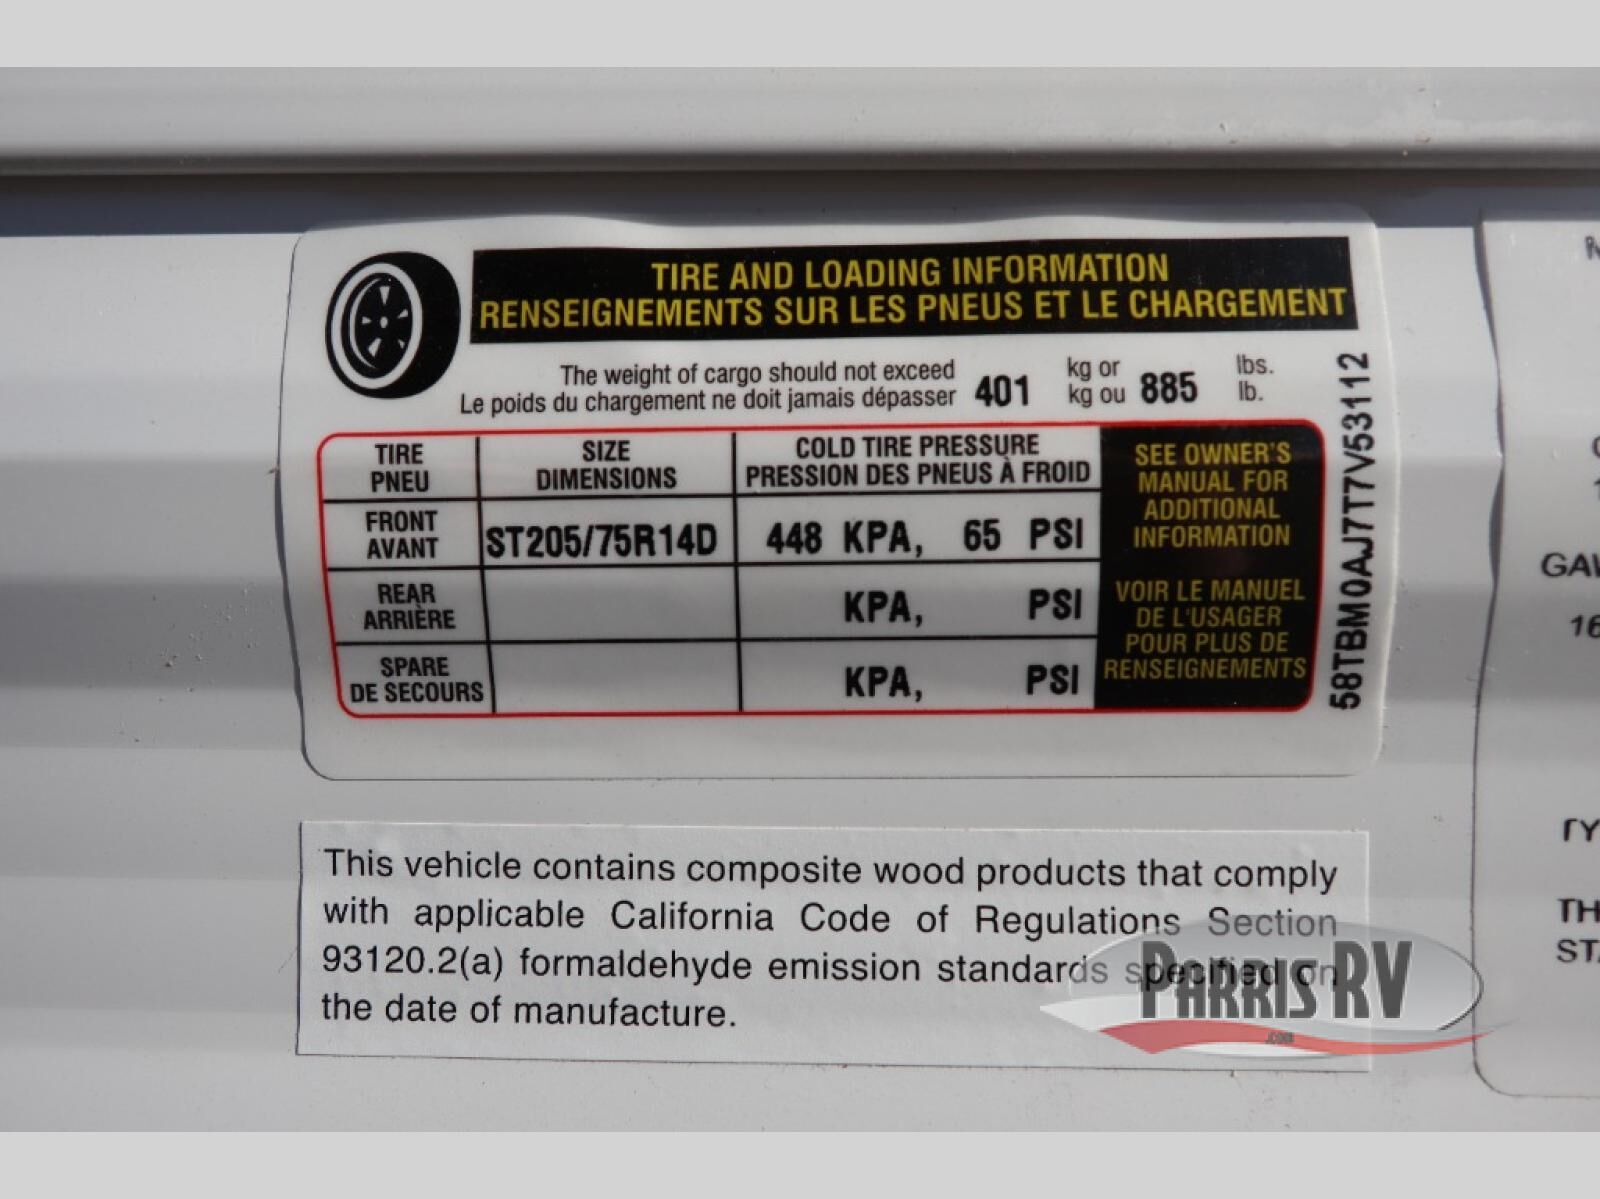 TIRE AND LOADING INFORMATION
RENSEIGNEMENTS SUR LES PNEUS ET LE CHARGEMENT
The weight of cargo should not exceed
Le poids du chargement ne doit jamais dépasser
401 kg or
kg ou 885 lbs.
lb.
TIRE
PNEU
SIZE
DIMENSIONS
COLD TIRE PRESSURE
PRESSION DES PNEUS À FROID
FRONT
AVANT
ST205/75R14D
448 KPA, 65 PSI
REAR
ARRIÈRE
KPA, PSI
SPARE
DE SECOURS
KPA, PSI
SEE OWNER'S
MANUAL FOR
ADDITIONAL
INFORMATION
VOIR LE MANUEL
DE L'USAGER
POUR PLUS DE
RENSEIGNEMENTS
58TBM0AJ7T7V53112
This vehicle contains composite wood products that comply
with applicable California Code of Regulations Section
93120.2(a) formaldehyde emission standards specified on
the date of manufacture.
PARRIS RV
.COM